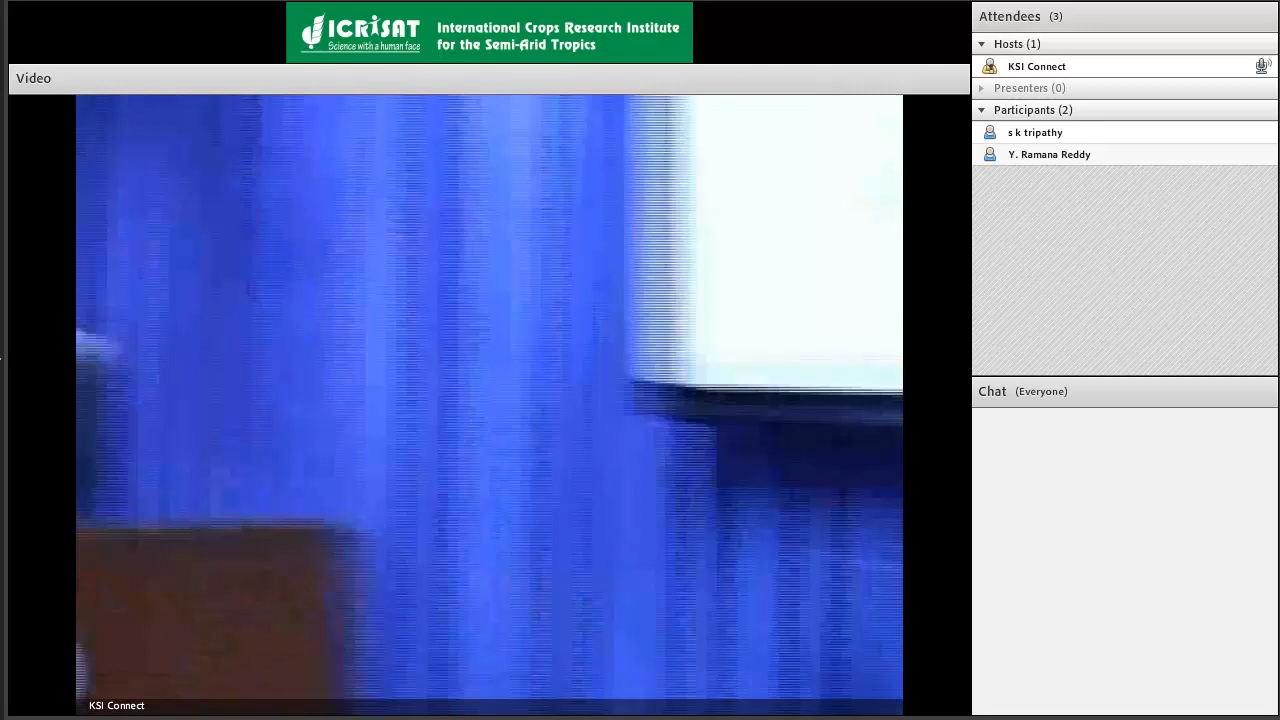 ICRISAT
Science with a human face
International Crops Research Institute
for the Semi-Arid Tropics
Video
KSI Connect
Attendees (3)
Hosts (1)
KSI Connect
Presenters (0)
Participants (2)
s k tripathy
Y. Ramana Reddy
Chat (Everyone)